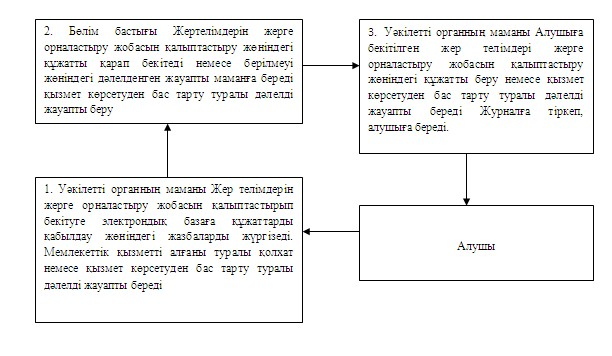 2. Бөлім бастығы Жертелімдерін жерге
орналастыру жобасын қалыптастыру жөніндегі
құжатты қарап бекітеді немесе берілмеуі
жөніндегі дәлелденген жауапты маманға береді
қызмет көрсетуден бас тарту туралы дәлелді
жауапты беру
3. Уәкілетті органның маманы Алушыға
бекітілген жер телімдері жерге
орналастыру жобасын қалыптастыру
жөніндегі құжатты беру немесе қызмет
көрсетуден бас тарту туралы дәлелді
жауапты береді Журналға тіркеп,
алушыға береді.
1. Уәкілетті органның маманы Жер телімдерін
жерге орналастыру жобасын қалыптастырып
бекітуге электрондық базаға құжаттарды
қабылдау жөніндегі жазбаларды жүргізеді.
Мемлекеттік қызметті алғаны туралы қолхат
немесе қызмет көрсетуден бас тарту туралы
дәлелді жауапты береді
Алушы